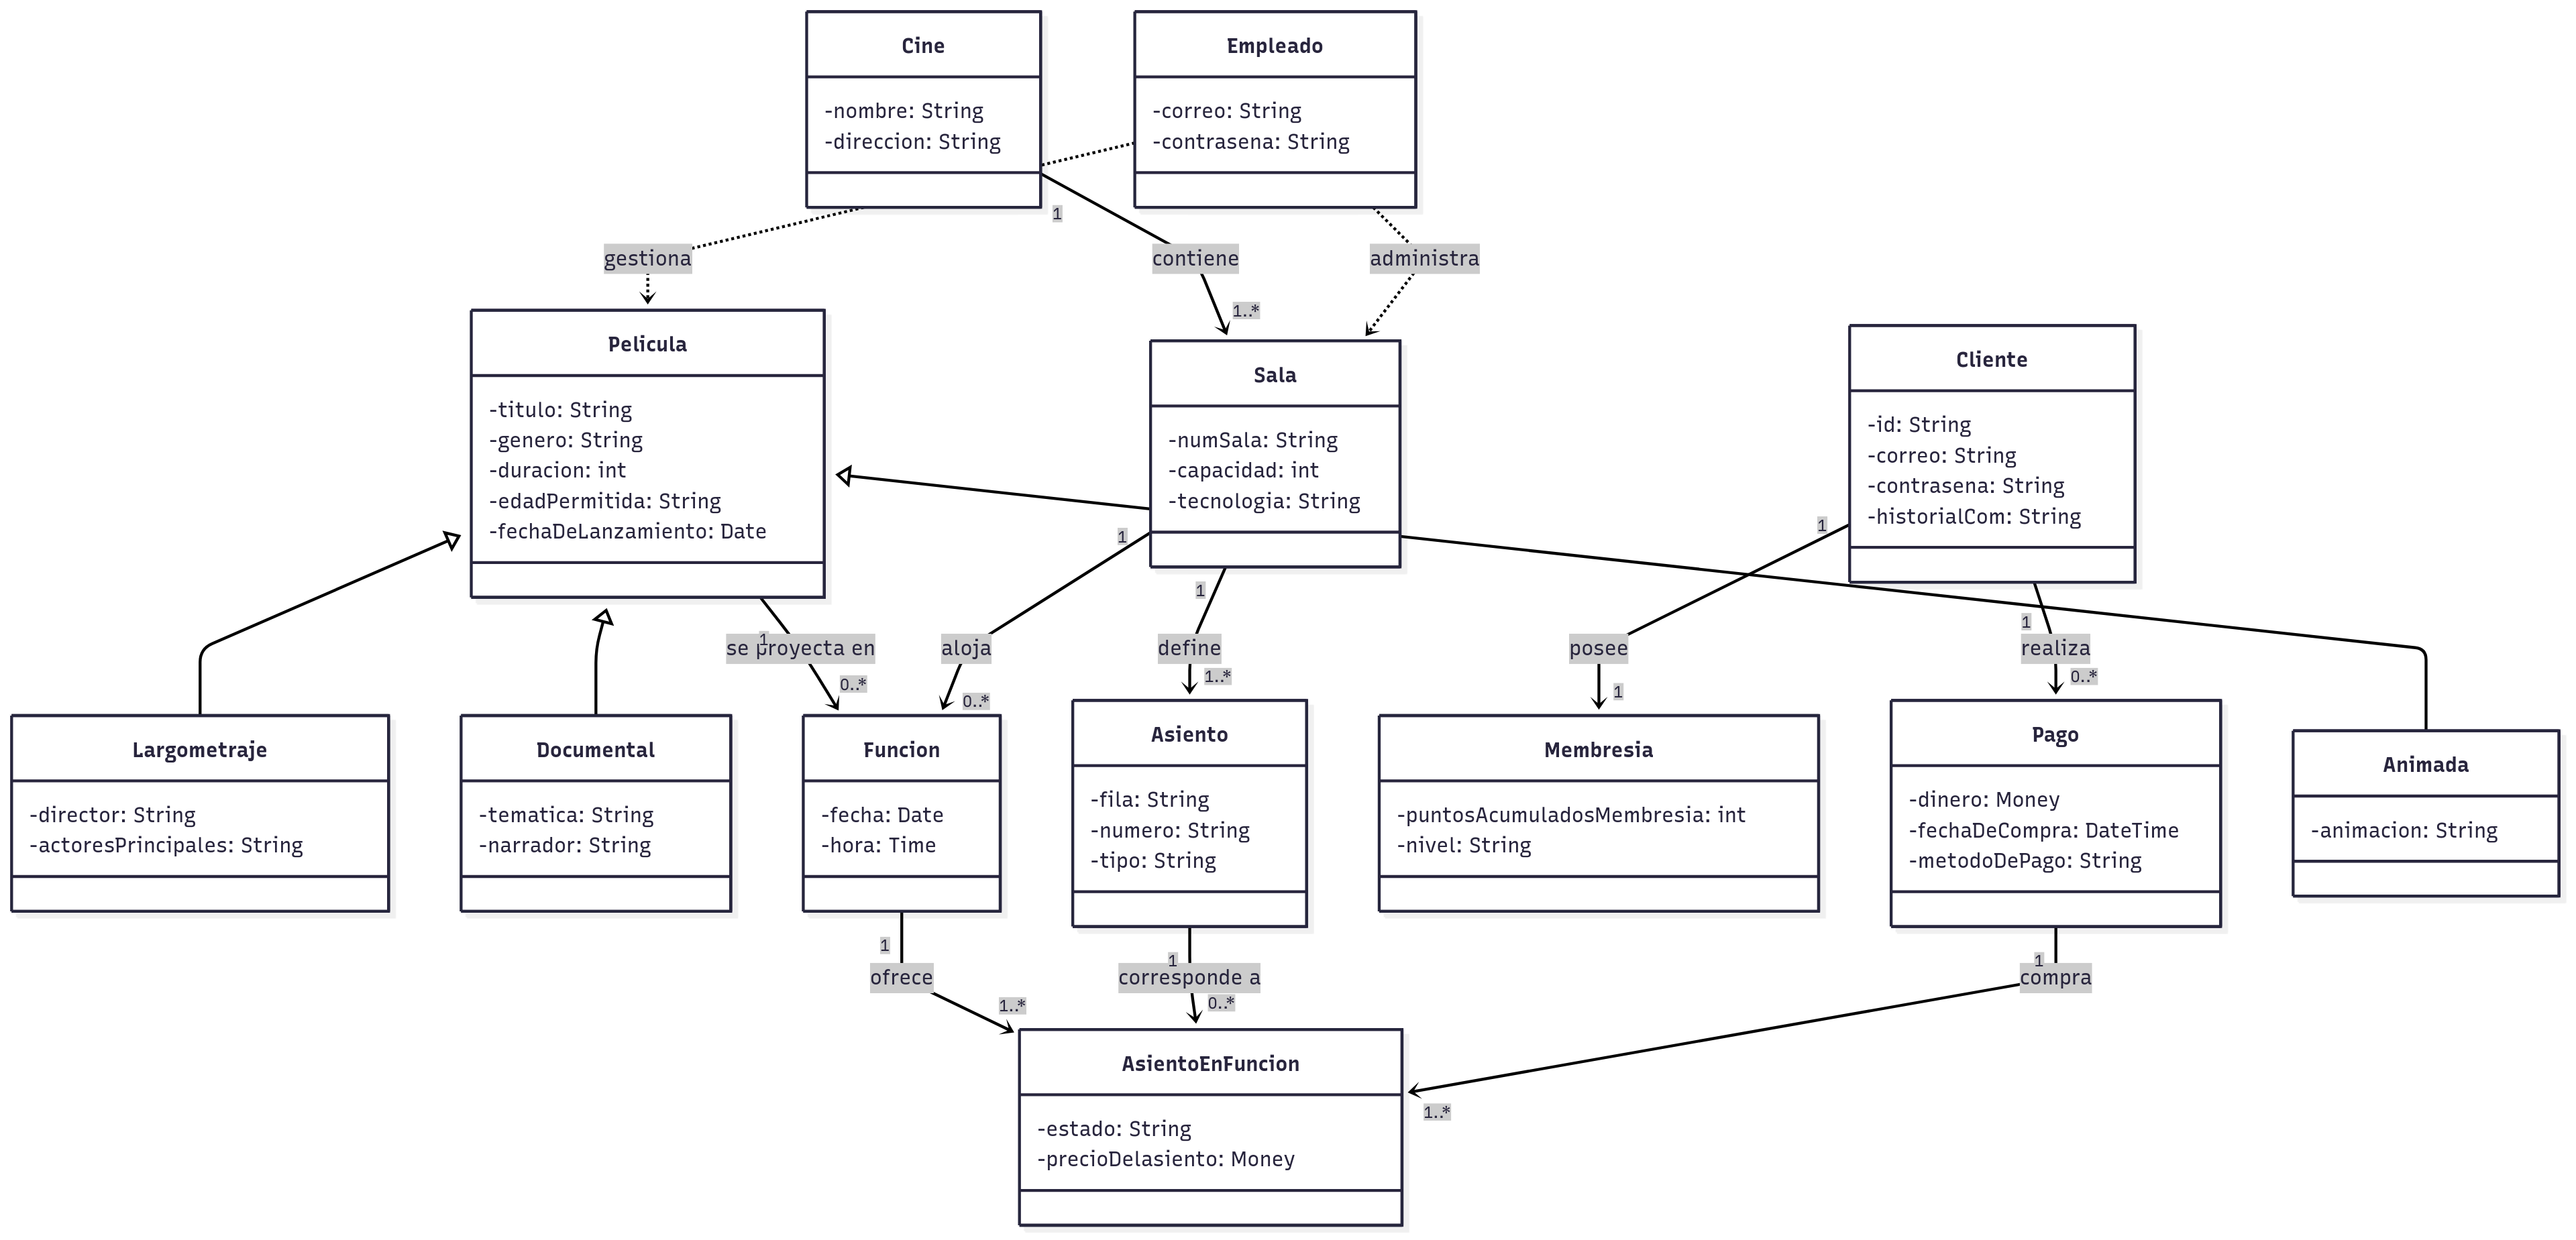 Cine
-nombre: String
-direccion: String
Empleado
-correo: String
-contrasena: String
1
gestiona
contiene
administra
1..*
Pelicula
-titulo: String
-genero: String
-duracion: int
-edadPermitida: String
-fechaDeLanzamiento: Date
Sala
-numSala: String
-capacidad: int
-tecnologia: String
Cliente
-id: String
-correo: String
-contrasena: String
-historialCom: String
1
1
1
1
1
se proyecta en
aloja
define
posee
realiza
0..*
0..*
1..*
1
0..*
Largometraje
-director: String
-actoresPrincipales: String
Documental
-tematica: String
-narrador: String
Funcion
-fecha: Date
-hora: Time
Asiento
-fila: String
-numero: String
-tipo: String
Membresia
-puntosAcumuladosMembresia: int
-nivel: String
Pago
-dinero: Money
-fechaDeCompra: DateTime
-metodoDePago: String
Animada
-animacion: String
1
1
1
ofrece
corresponde a
compra
1..*
0..*
1..*
AsientoEnFuncion
-estado: String
-precioDelasiento: Money